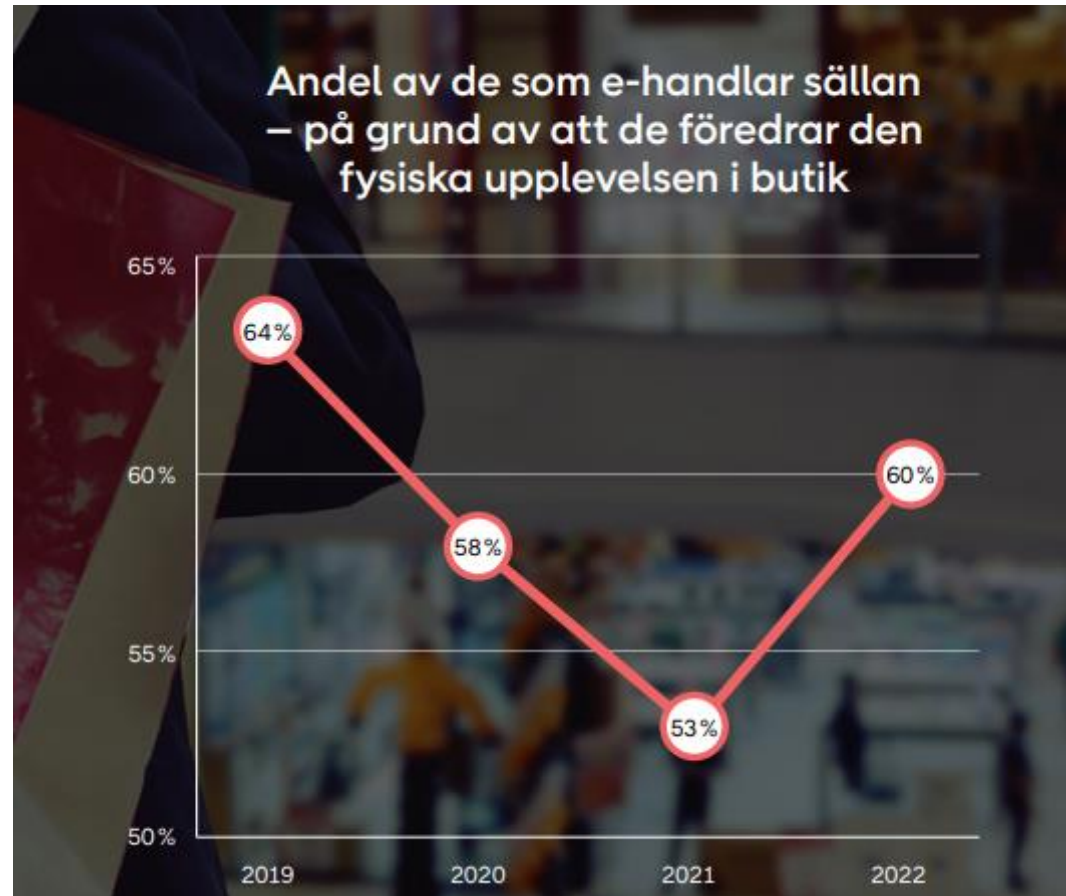 Andel av de som e-handlar sällan
– på grund av att de föredrar den
fysiska upplevelsen i butik
65%
64%
60%
60%
58%
55%
53%
50%
2019 2020 2021 2022